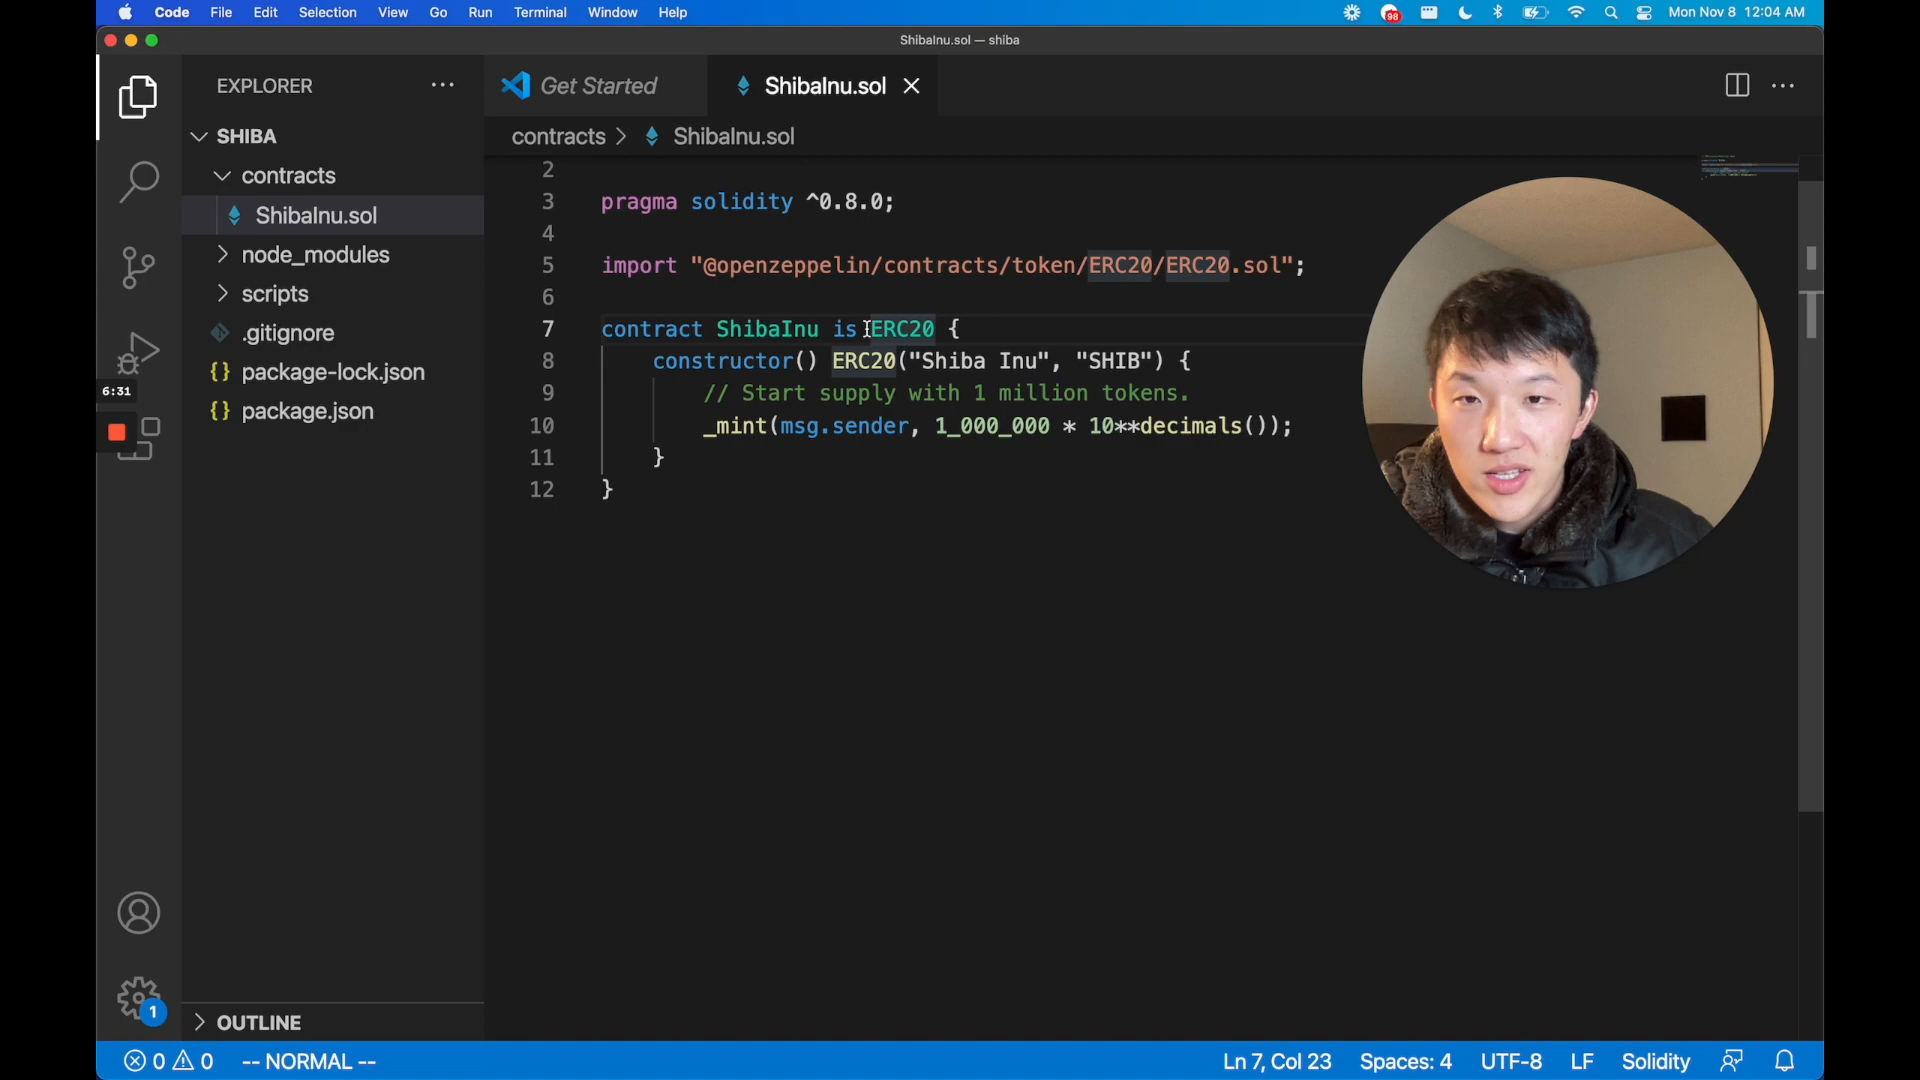 Code File Edit Selection View Go Run Terminal Window Help
98
Mon Nov 8 12:04 AM
ShibaInu.sol — shiba
EXPLORER
Get Started
ShibaInu.sol
SHIBA
contracts
ShibaInu.sol
node_modules
scripts
.gitignore
package-lock.json
package.json
6:31
1
OUTLINE
contracts > ShibaInu.sol
2
3 pragma solidity ^0.8.0;
4
5 import "@openzeppelin/contracts/token/ERC20/ERC20.sol";
6
7 contract ShibaInu is ERC20 {
8 constructor() ERC20("Shiba Inu", "SHIB") {
9 // Start supply with 1 million tokens.
10 _mint(msg.sender, 1_000_000 * 10**decimals());
11 }
12 }
0 0 -- NORMAL --
Ln 7, Col 23 Spaces: 4 UTF-8 LF Solidity